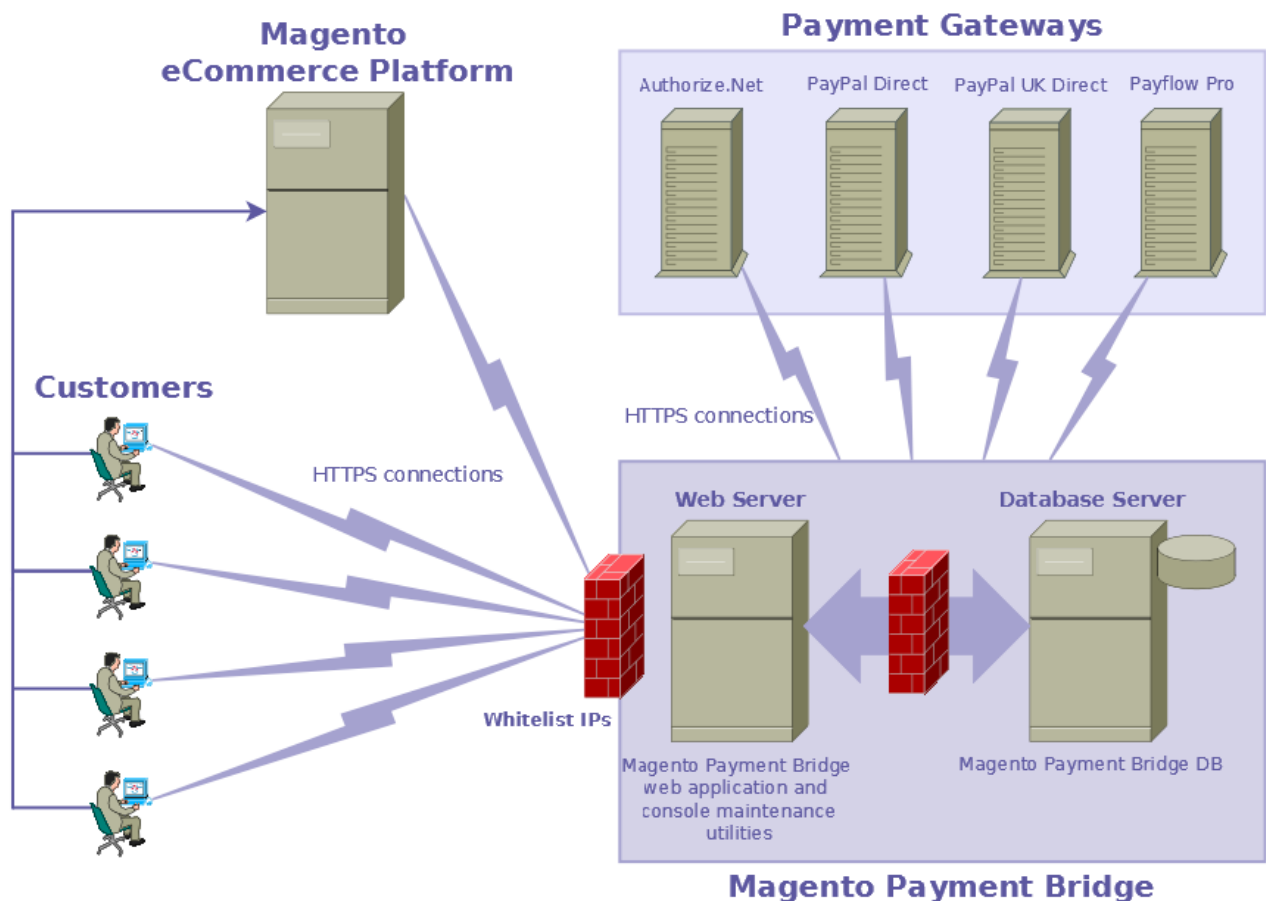 Magento
eCommerce Platform
Payment Gateways
Authorize.Net
PayPal Direct
PayPal UK Direct
Payflow Pro
Customers
HTTPS connections
HTTPS connections
Whitelist IPs
Web Server
Database Server
Magento Payment Bridge
web application and
console maintenance
utilities
Magento Payment Bridge DB
Magento Payment Bridge